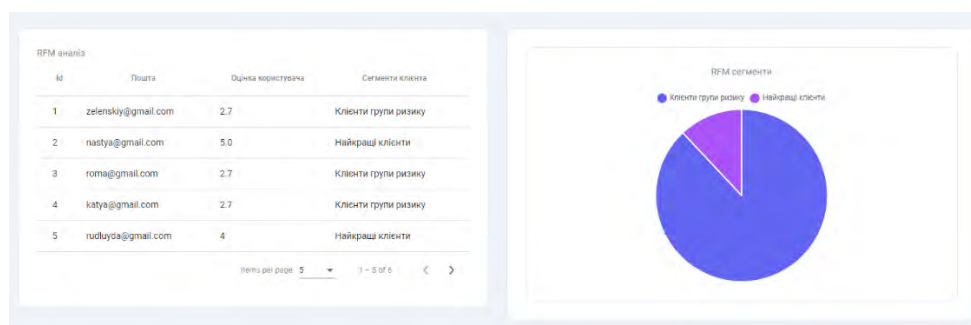 RFM аналіз
Id Пошта Оцінка користувача Сегменти клієнта
1 zelenskiy@gmail.com 2.7 Клієнти групи ризику
2 nastya@gmail.com 5.0 Найкращі клієнти
3 roma@gmail.com 2.7 Клієнти групи ризику
4 katya@gmail.com 2.7 Клієнти групи ризику
5 rudluyda@gmail.com 4 Найкращі клієнти
Items per page 5 1 – 5 of 6
RFM сегменти
Клієнти групи ризику Найкращі клієнти